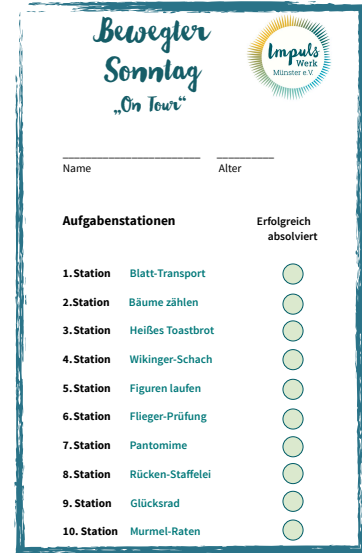 Bewegter
Sonntag
„On Tour“
Impuls
Werk
Münster e.V.
Name Alter
Aufgabenstationen Erfolgreich
absolviert
1. Station Blatt-Transport
2.Station Bäume zählen
3. Station Heißes Toastbrot
4. Station Wikinger-Schach
5. Station Figuren laufen
6. Station Flieger-Prüfung
7. Station Pantomime
8. Station Rücken-Staffelei
9. Station Glücksrad
10. Station Murmel-Raten